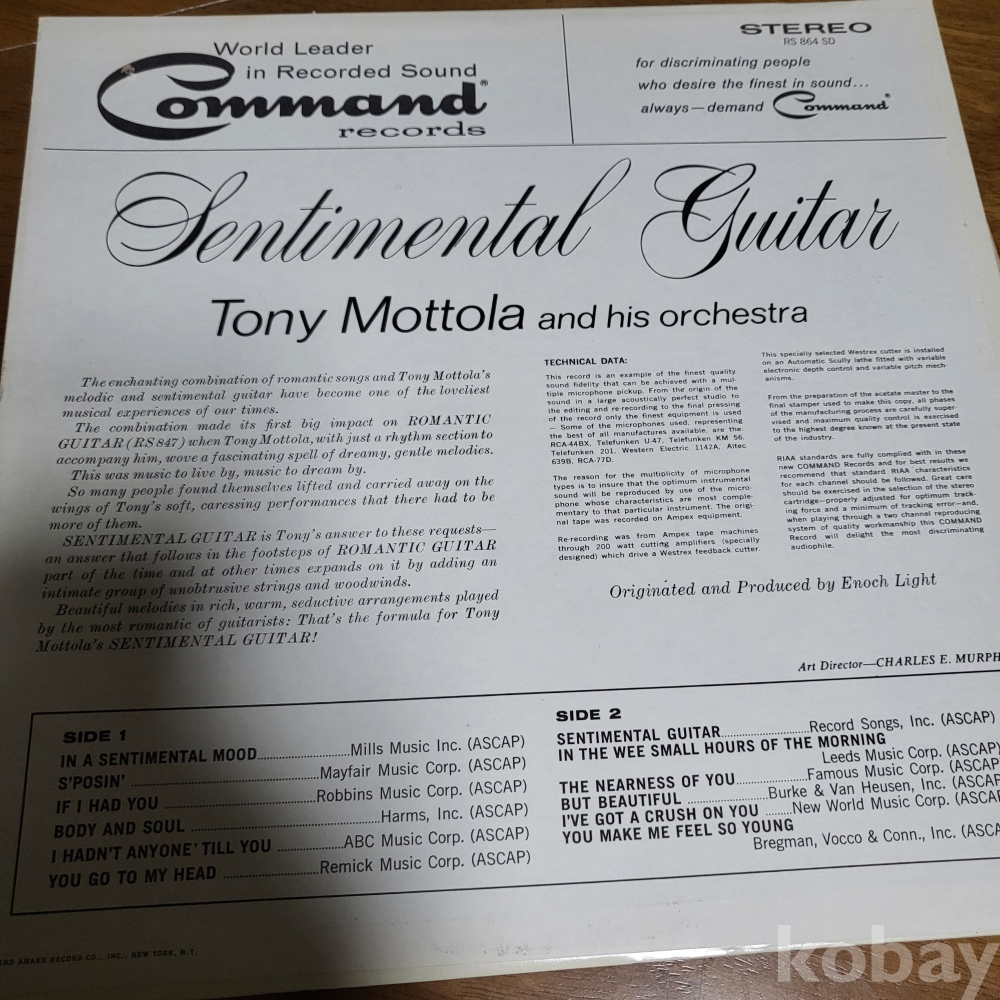 World Leader
in Recorded Sound
Command®
records
STEREO
RS 864 SD
for discriminating people
who desire the finest in sound...
always—demand Command®
Sentimental Guitar
Tony Mottola and his orchestra
The enchanting combination of romantic songs and Tony Mottola's
melodic and sentimental guitar have become one of the loveliest
musical experiences of our times.
The combination made its first big impact on ROMANTIC
GUITAR (RS 847) when Tony Mottola, with just a rhythm section to
accompany him, wove a fascinating spell of dreamy, gentle melodies.
This was music to live by, music to dream by.
So many people found themselves lifted and carried away on the
wings of Tony's soft, caressing performances that there had to be
more of them.
SENTIMENTAL GUITAR is Tony's answer to these requests—
an answer that follows in the footsteps of ROMANTIC GUITAR
part of the time and at other times expands on it by adding an
intimate group of unobtrusive strings and woodwinds.
Beautiful melodies in rich, warm, seductive arrangements played
by the most romantic of guitarists: That's the formula for Tony
Mottola's SENTIMENTAL GUITAR!
TECHNICAL DATA:
This record is an example of the finest quality
sound fidelity that can be achieved with a mul-
tiple microphone pickup. From the origin of the
sound in a large acoustically perfect studio to
the editing and re-recording to the final pressing
of the record only the finest equipment is used
— Some of the microphones used, representing
the best of all manufactures available, are the:
RCA-44BX, Telefunken U-47, Telefunken KM 56,
Telefunken 201, Western Electric 1142A, Altec
639B, RCA-77D.
The reason for the multiplicity of microphone
types is to insure that the optimum instrumental
sound will be reproduced by use of the micro-
phone whose characteristics are most comple-
mentary to that particular instrument. The origi-
nal tape was recorded on Ampex equipment.
Re-recording was from Ampex tape machines
through 200 watt cutting amplifiers (specially
designed) which drive a Westrex feedback cutter.
This specially selected Westrex cutter is installed
on an Automatic Scully lathe fitted with variable
electronic depth control and variable pitch mech-
anisms.
From the preparation of the acetate master to the
final stamper used to make this copy, all phases
of the manufacturing process are carefully super-
vised and maximum quality control is exercised
to the highest degree known at the present state
of the industry.
RIAA standards are fully complied with in these
new COMMAND Records and for best results we
recommend that standard RIAA characteristics
for each channel should be followed. Great care
should be exercised in the selection of the stereo
cartridge—properly adjusted for optimum track-
ing force and a minimum of tracking error—and,
when playing through a two channel reproducing
system of quality workmanship this COMMAND
Record will delight the most discriminating
audiophile.
Originated and Produced by Enoch Light
Art Director—CHARLES E. MURPH
SIDE 1
IN A SENTIMENTAL MOOD....................Mills Music Inc. (ASCAP)
S'POSIN' ....................Mayfair Music Corp. (ASCAP)
IF I HAD YOU ....................Robbins Music Corp. (ASCAP)
BODY AND SOUL ....................Harms, Inc. (ASCAP)
I HADN'T ANYONE' TILL YOU ....................ABC Music Corp. (ASCAP)
YOU GO TO MY HEAD ....................Remick Music Corp. (ASCAP)
SIDE 2
SENTIMENTAL GUITAR....................Record Songs, Inc. (ASCAP)
IN THE WEE SMALL HOURS OF THE MORNING
Leeds Music Corp. (ASCAP)
THE NEARNESS OF YOU....................Famous Music Corp. (ASCAP
BUT BEAUTIFUL ....................Burke & Van Heusen, Inc. (ASCAP
I'VE GOT A CRUSH ON YOU ..........New World Music Corp. (ASCAP
YOU MAKE ME FEEL SO YOUNG
Bregman, Vocco & Conn., Inc. (ASCA
AND AWARD RECORD CO., INC., NEW YORK, N.Y.
kobay